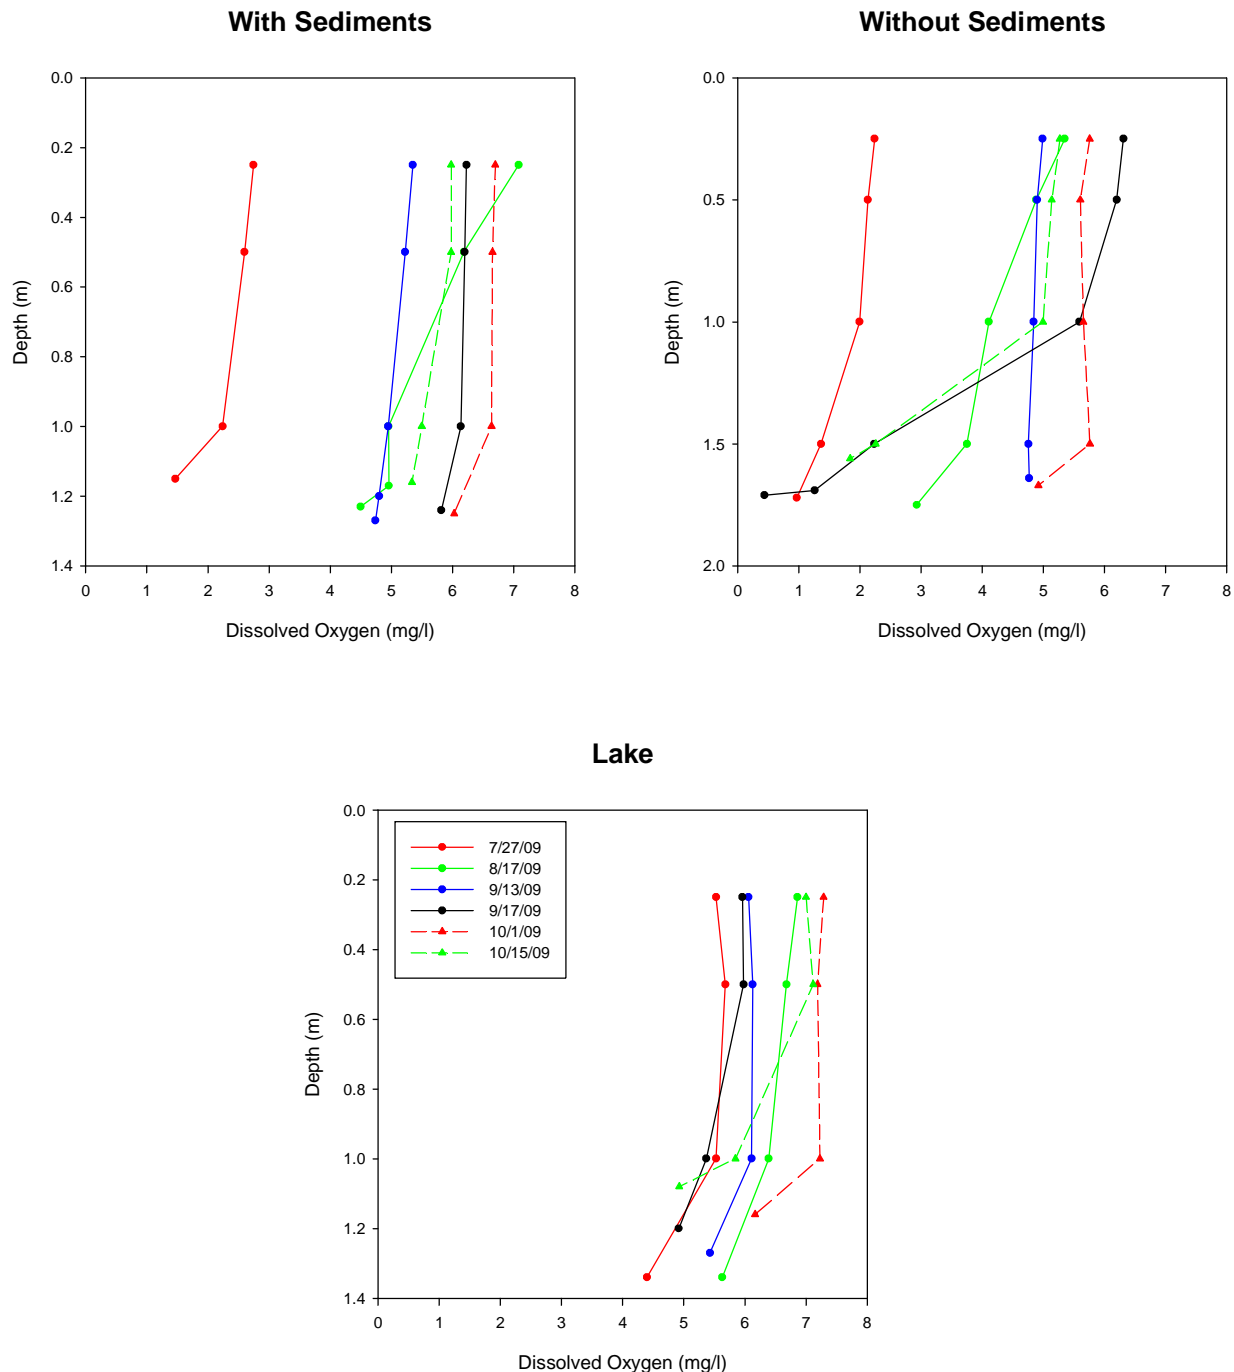 With Sediments
Without Sediments
0.0
0.2
0.4
0.6
0.8
1.0
1.2
1.4
Depth (m)
0 1 2 3 4 5 6 7 8
Dissolved Oxygen (mg/l)
0.0
0.5
1.0
1.5
2.0
Depth (m)
0 1 2 3 4 5 6 7 8
Dissolved Oxygen (mg/l)
Lake
0.0
0.2
0.4
0.6
0.8
1.0
1.2
1.4
Depth (m)
7/27/09
8/17/09
9/13/09
9/17/09
10/1/09
10/15/09
0 1 2 3 4 5 6 7 8
Dissolved Oxygen (mg/l)